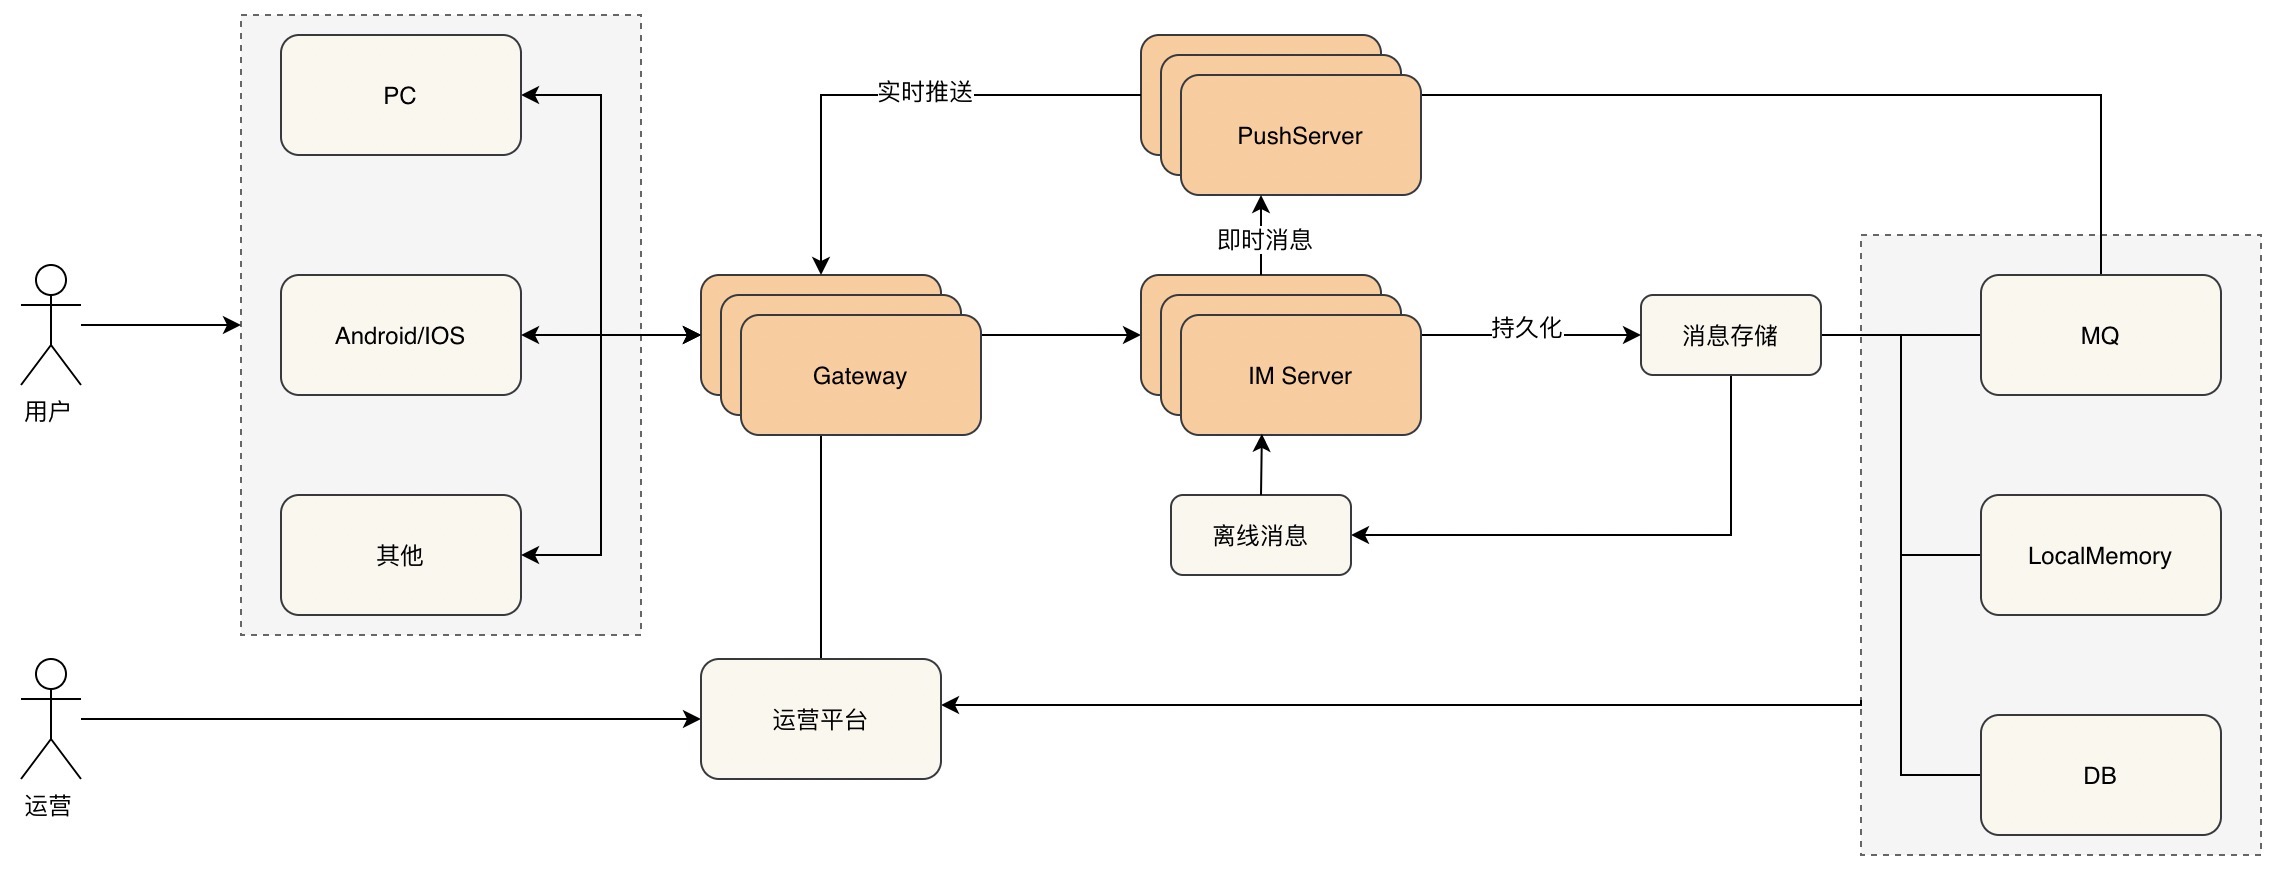 PC
实时推送
PushServer
即时消息
Android/IOS
Gateway
IM Server
持久化
消息存储
MQ
用户
其他
离线消息
LocalMemory
运营平台
DB
运营